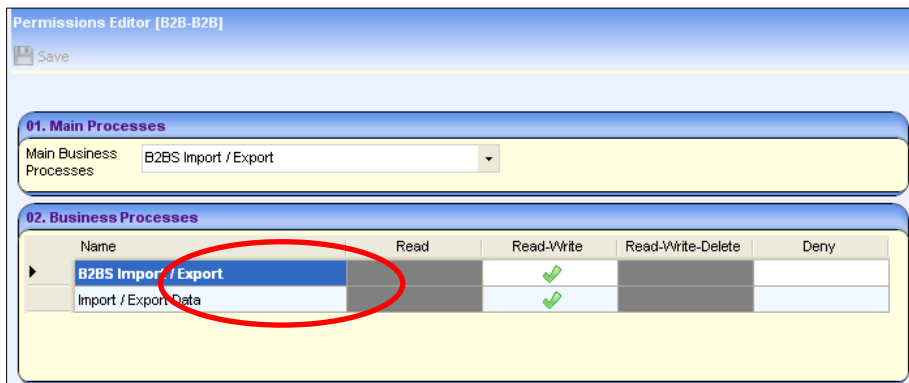 Permissions Editor [B2B-B2B]
Save
01. Main Processes
Main Business Processes
B2BS Import / Export
02. Business Processes
Name Read Read-Write Read-Write-Delete Deny
B2BS Import / Export
Import / Export Data